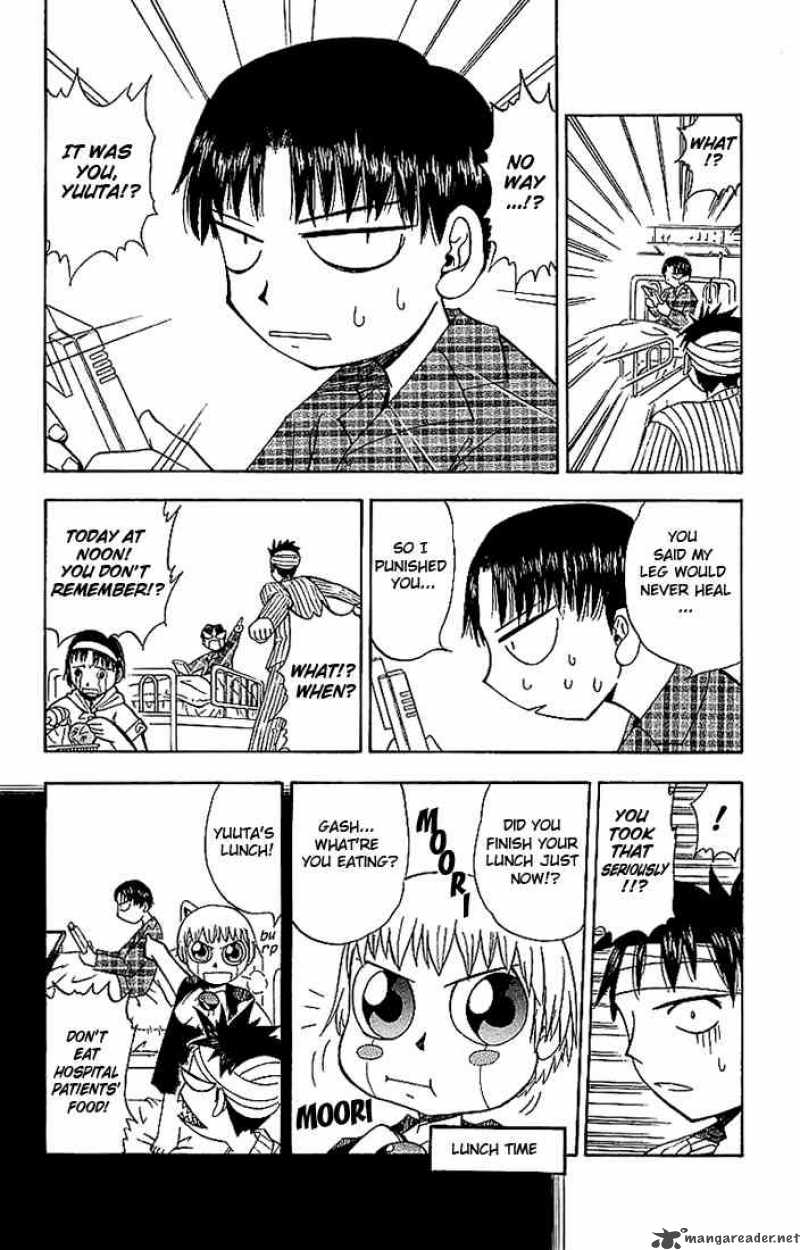 WHAT
!?
NO
WAY
...!?
IT WAS
YOU,
YUUTA!?
YOU
SAID MY
LEG WOULD
NEVER HEAL
...
SO I
PUNISHED
YOU...
WHAT!?
WHEN?
TODAY AT
NOON!
YOU DON'T
REMEMBER!?
!
YOU
TOOK
THAT
SERIOUSLY
!!?
LUNCH TIME
DID YOU
FINISH YOUR
LUNCH JUST
NOW!?
MOORI
GASH...
WHAT'RE
YOU EATING?
MOORI
YUUTA'S
LUNCH!
bu
rp
DON'T
EAT
HOSPITAL
PATIENTS'
FOOD!
mangareader.net